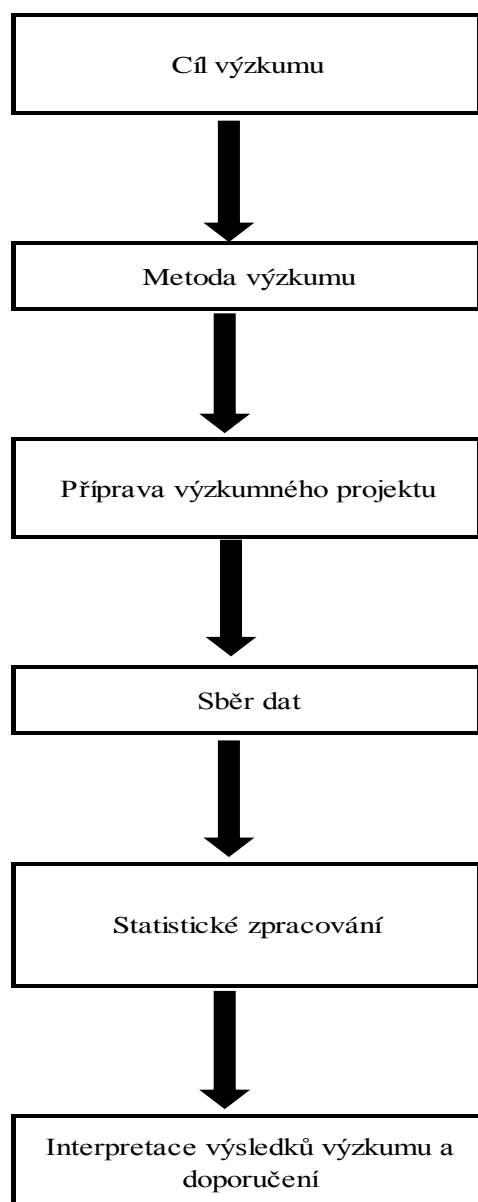 Cíl výzkumu
Metoda výzkumu
Příprava výzkumného projektu
Sběr dat
Statistické zpracování
Interpretace výsledků výzkumu a
doporučení